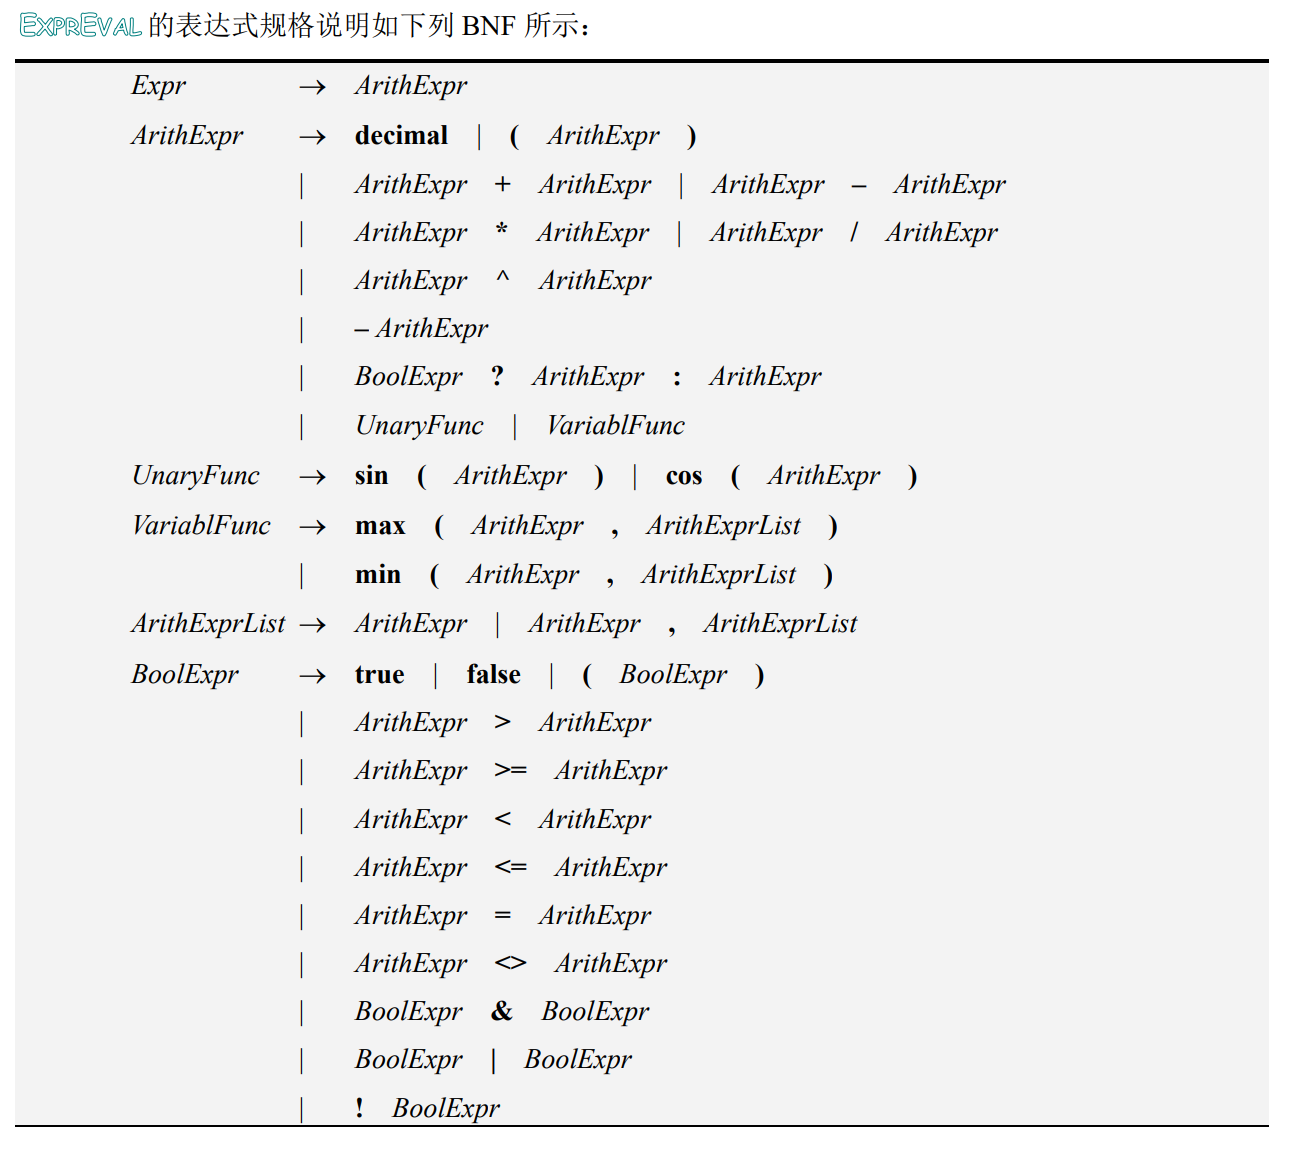 EXPREVAL 的表达式规格说明如下列 BNF 所示：
Expr → ArithExpr
ArithExpr → decimal | ( ArithExpr )
| ArithExpr + ArithExpr | ArithExpr – ArithExpr
| ArithExpr * ArithExpr | ArithExpr / ArithExpr
| ArithExpr ^ ArithExpr
| – ArithExpr
| BoolExpr ? ArithExpr : ArithExpr
| UnaryFunc | VariablFunc
UnaryFunc → sin ( ArithExpr ) | cos ( ArithExpr )
VariablFunc → max ( ArithExpr , ArithExprList )
| min ( ArithExpr , ArithExprList )
ArithExprList → ArithExpr | ArithExpr , ArithExprList
BoolExpr → true | false | ( BoolExpr )
| ArithExpr > ArithExpr
| ArithExpr >= ArithExpr
| ArithExpr < ArithExpr
| ArithExpr <= ArithExpr
| ArithExpr = ArithExpr
| ArithExpr <> ArithExpr
| BoolExpr & BoolExpr
| BoolExpr | BoolExpr
| ! BoolExpr